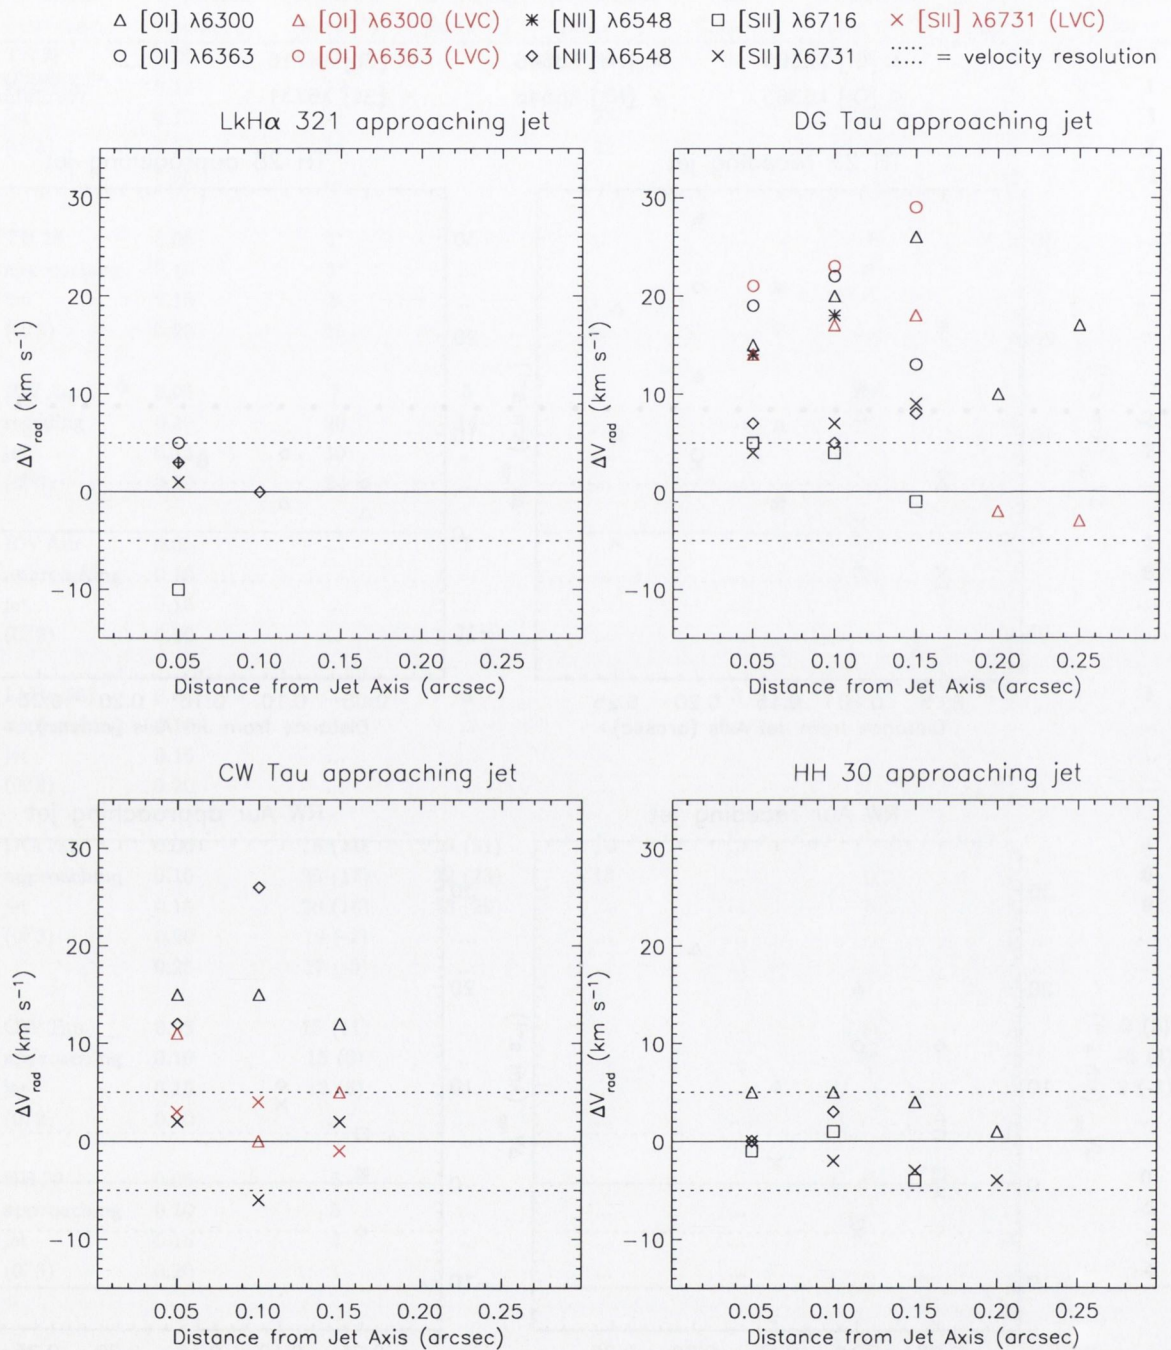 △ [OI] λ6300 △ [OI] λ6300 (LVC) ✳ [NII] λ6548 □ [SII] λ6716 × [SII] λ6731 (LVC)
○ [OI] λ6363 ○ [OI] λ6363 (LVC) ◇ [NII] λ6548 × [SII] λ6731 = velocity resolution
LkHα 321 approaching jet
30
20
10
0
−10
ΔV_rad (km s⁻¹)
0.05 0.10 0.15 0.20 0.25
Distance from Jet Axis (arcsec)
DG Tau approaching jet
30
20
10
0
−10
ΔV_rad (km s⁻¹)
0.05 0.10 0.15 0.20 0.25
Distance from Jet Axis (arcsec)
CW Tau approaching jet
30
20
10
0
−10
ΔV_rad (km s⁻¹)
0.05 0.10 0.15 0.20 0.25
Distance from Jet Axis (arcsec)
HH 30 approaching jet
30
20
10
0
−10
ΔV_rad (km s⁻¹)
0.05 0.10 0.15 0.20 0.25
Distance from Jet Axis (arcsec)